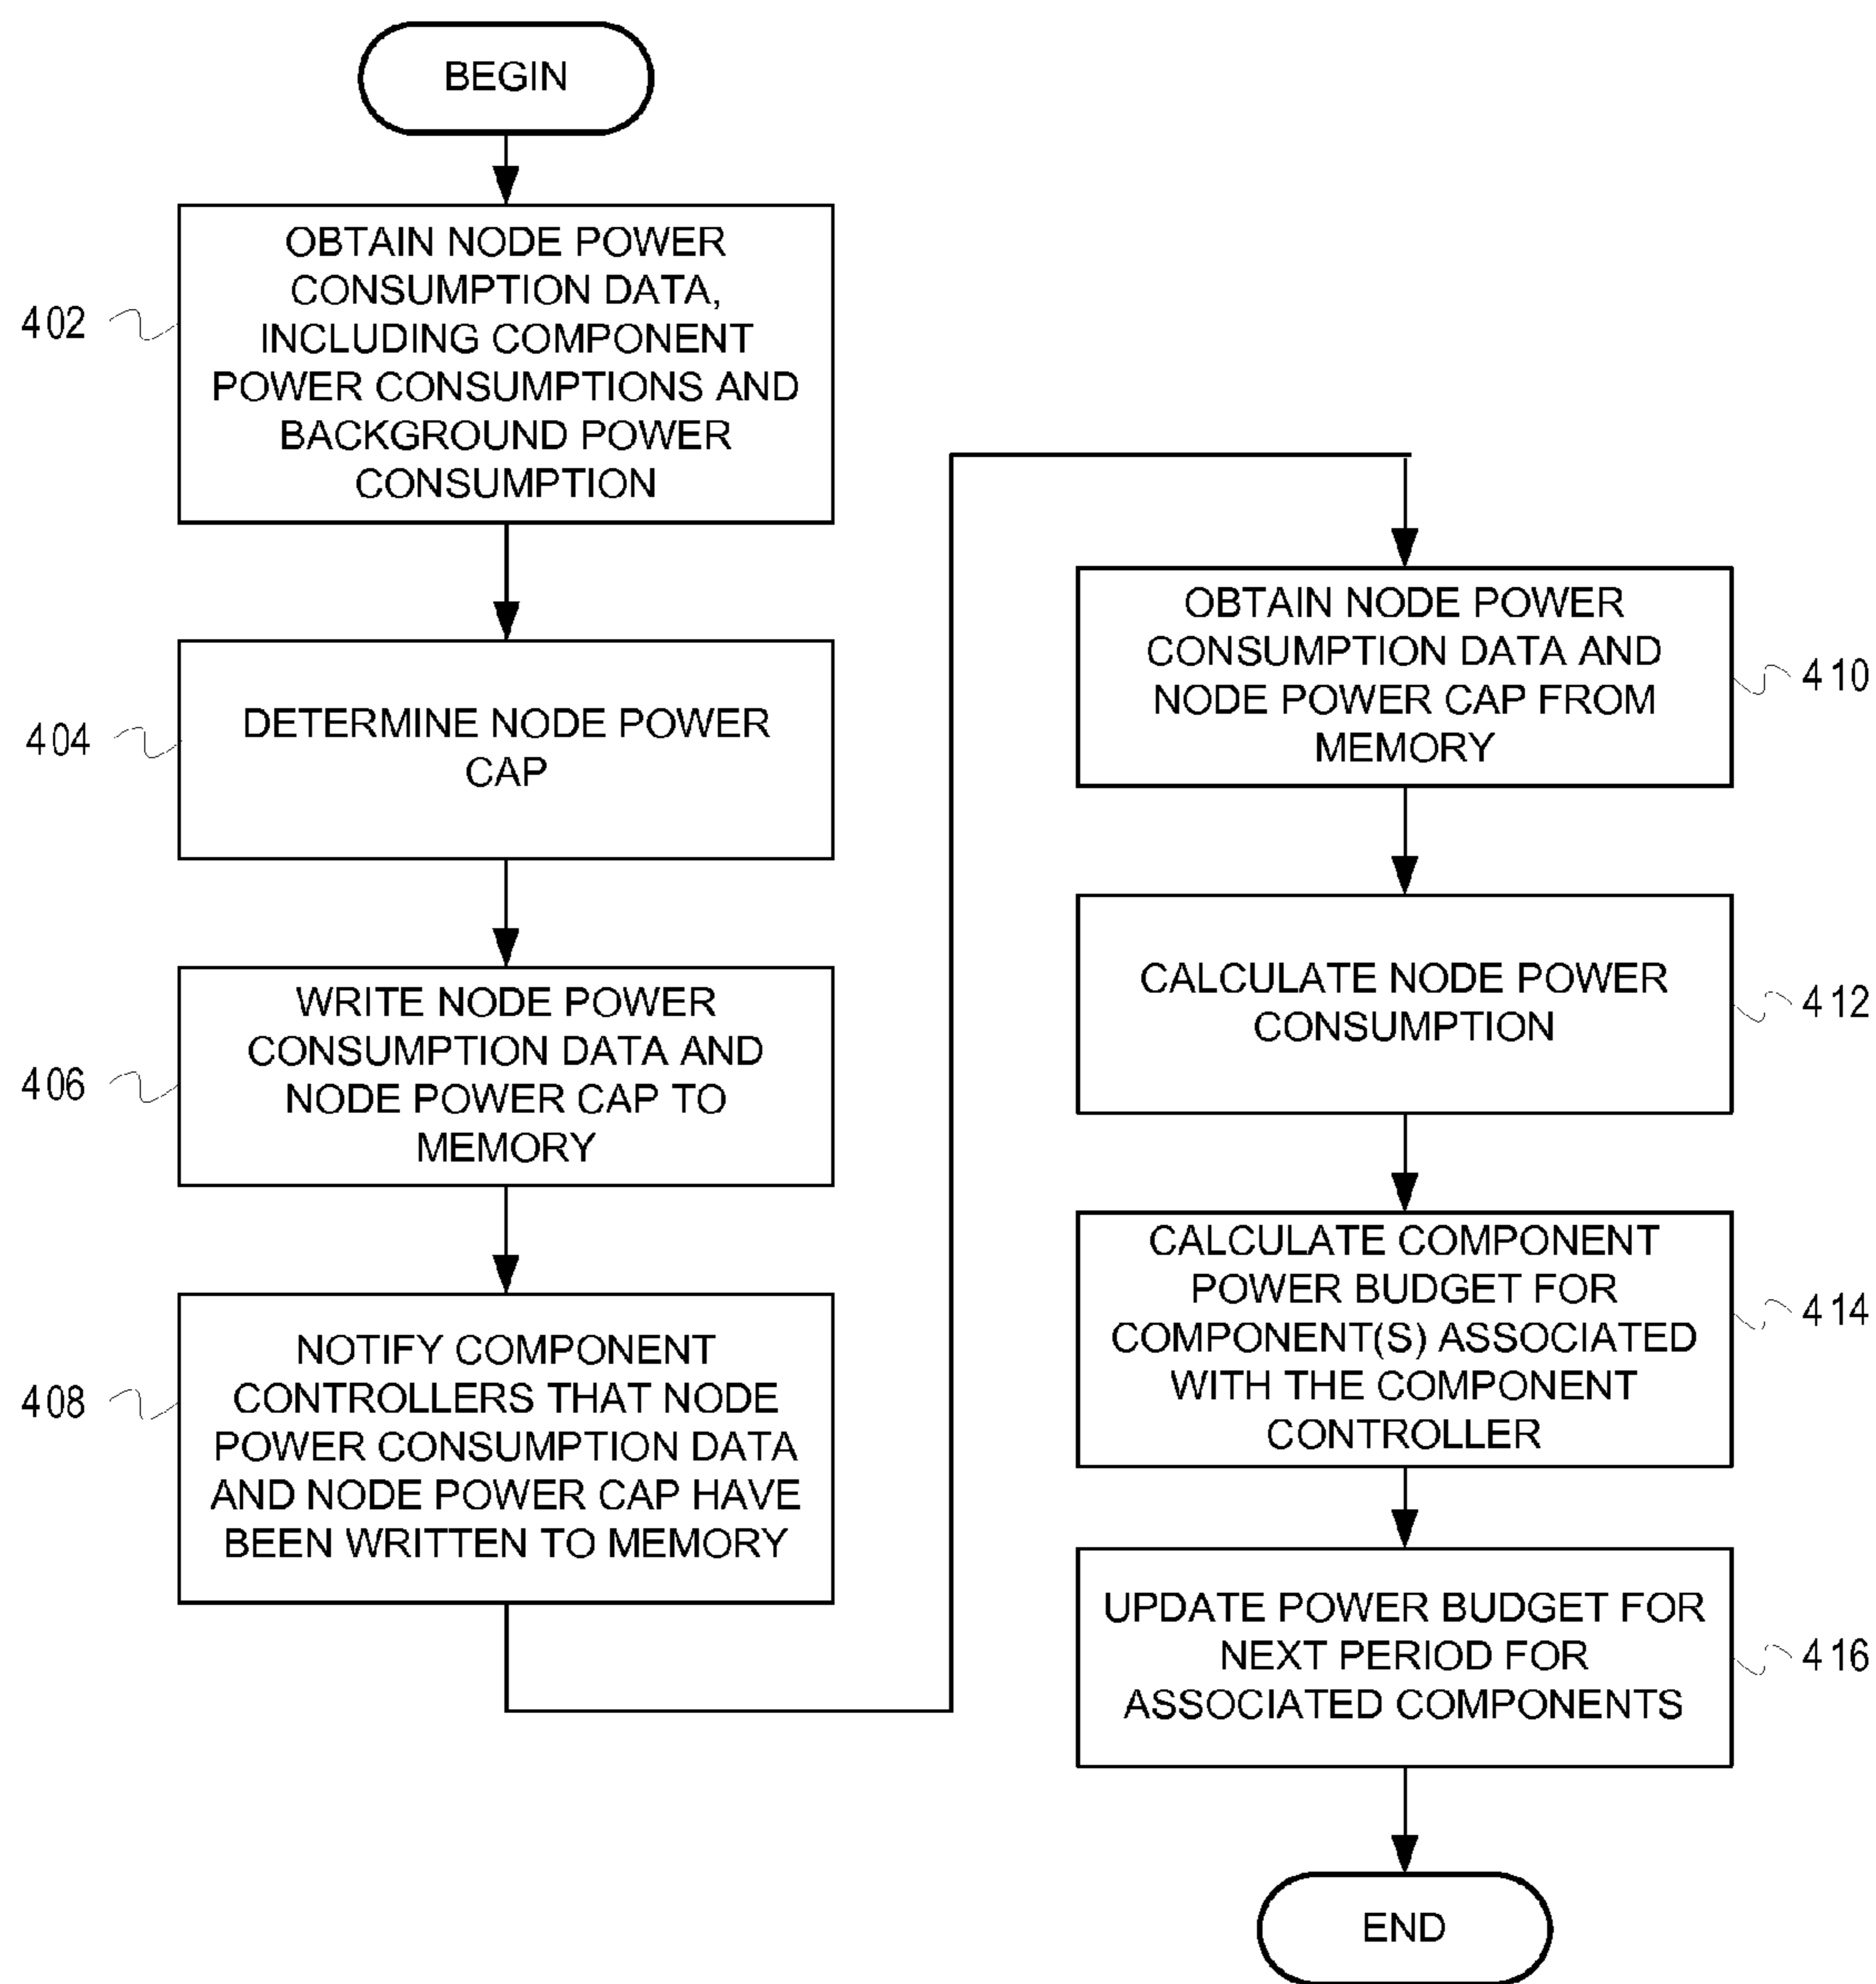 BEGIN
402
OBTAIN NODE POWER
CONSUMPTION DATA,
INCLUDING COMPONENT
POWER CONSUMPTIONS AND
BACKGROUND POWER
CONSUMPTION
404
DETERMINE NODE POWER
CAP
406
WRITE NODE POWER
CONSUMPTION DATA AND
NODE POWER CAP TO
MEMORY
408
NOTIFY COMPONENT
CONTROLLERS THAT NODE
POWER CONSUMPTION DATA
AND NODE POWER CAP HAVE
BEEN WRITTEN TO MEMORY
OBTAIN NODE POWER
CONSUMPTION DATA AND
NODE POWER CAP FROM
MEMORY
410
CALCULATE NODE POWER
CONSUMPTION
412
CALCULATE COMPONENT
POWER BUDGET FOR
COMPONENT(S) ASSOCIATED
WITH THE COMPONENT
CONTROLLER
414
UPDATE POWER BUDGET FOR
NEXT PERIOD FOR
ASSOCIATED COMPONENTS
416
END